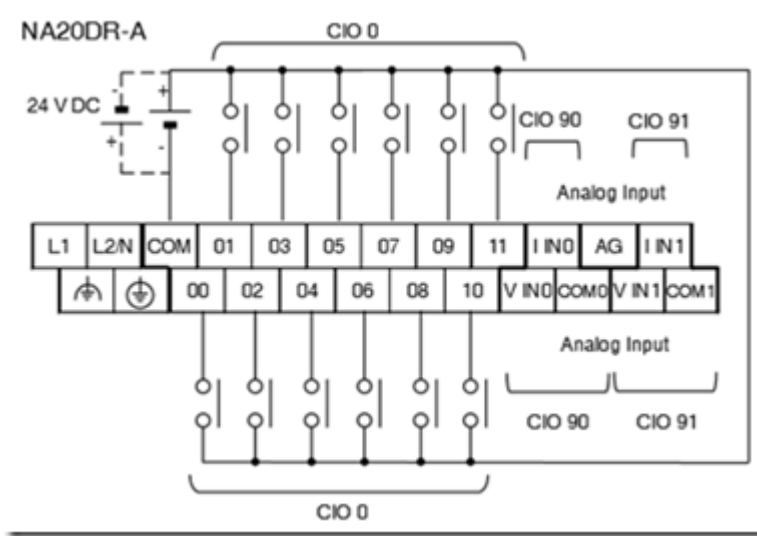 NA20DR-A
CIO 0
24 V DC
- +
+ -
CIO 90 CIO 91
Analog Input
L1 L2/N COM 01 03 05 07 09 11 I IN0 AG I IN1
00 02 04 06 08 10 V IN0 COM0 V IN1 COM1
Analog Input
CIO 90 CIO 91
CIO 0